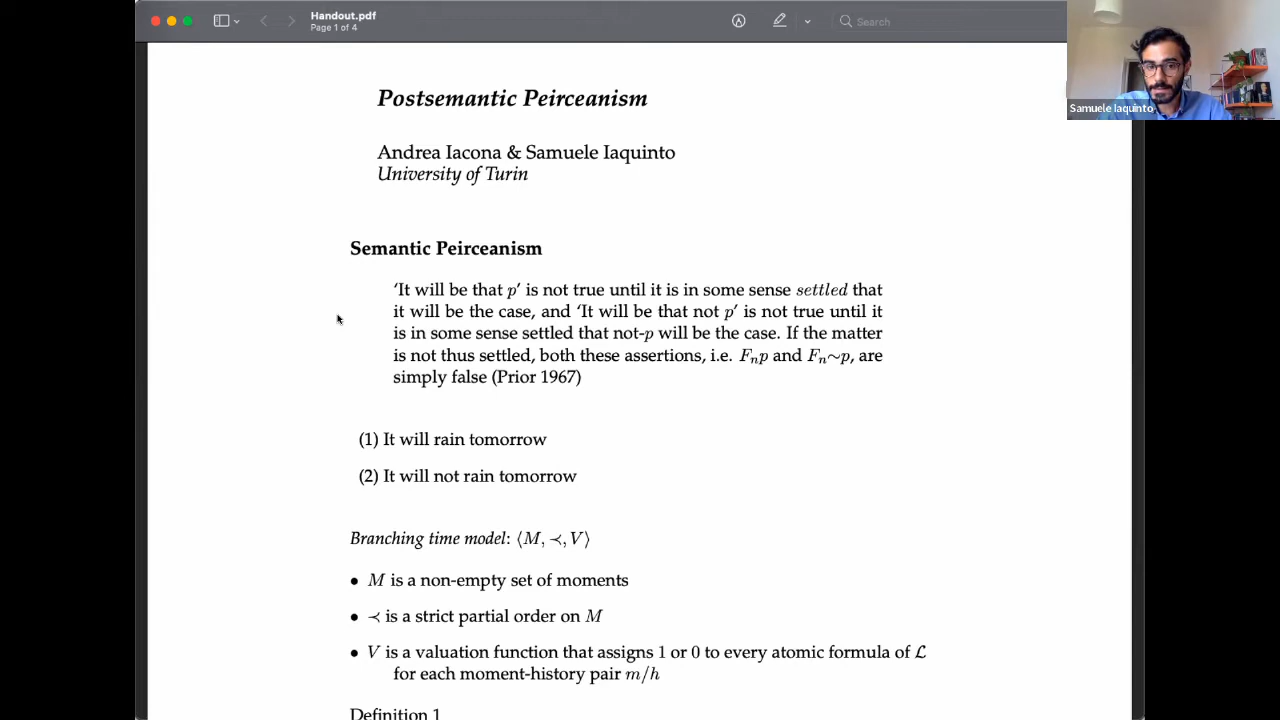 Handout.pdf
Page 1 of 4
Search
Samuele Iaquinto
Postsemantic Peirceanism
Andrea Iacona & Samuele Iaquinto
University of Turin
Semantic Peirceanism
‘It will be that p’ is not true until it is in some sense settled that
it will be the case, and ‘It will be that not p’ is not true until it
is in some sense settled that not-p will be the case. If the matter
is not thus settled, both these assertions, i.e. Fₙp and Fₙ∼p, are
simply false (Prior 1967)
(1) It will rain tomorrow
(2) It will not rain tomorrow
Branching time model: ⟨M, ≺, V⟩
• M is a non-empty set of moments
• ≺ is a strict partial order on M
• V is a valuation function that assigns 1 or 0 to every atomic formula of ℒ
for each moment-history pair m/h
Definition 1